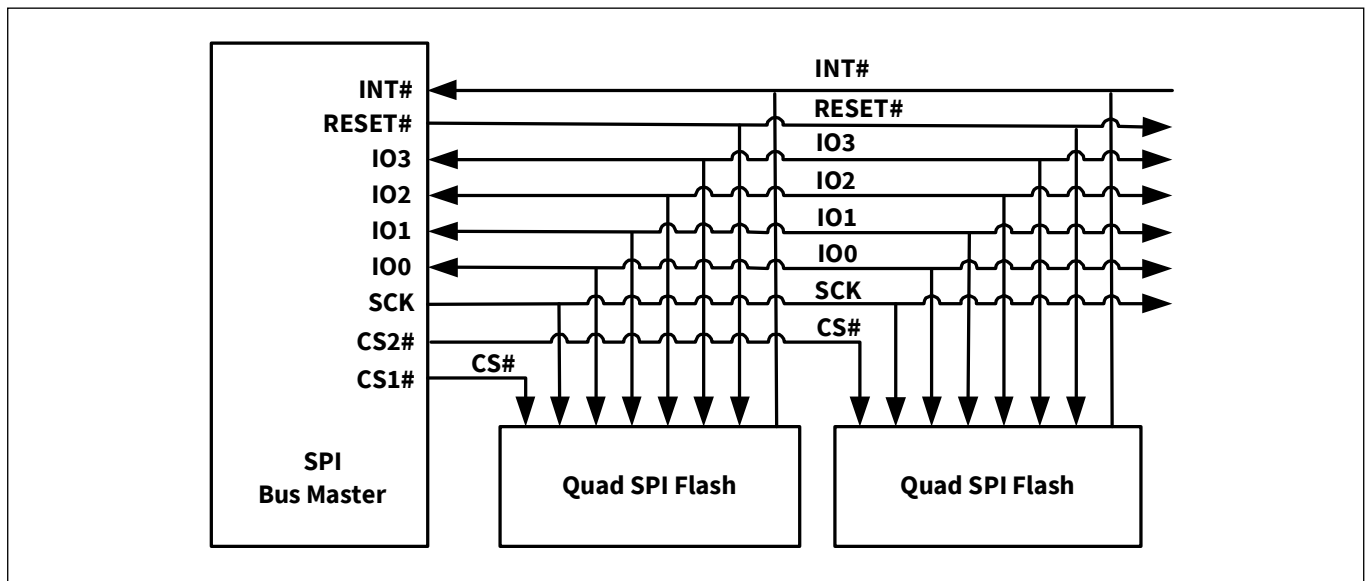 INT#
INT#
RESET#
RESET#
IO3
IO3
IO2
IO2
IO1
IO1
IO0
IO0
SCK
SCK
CS2#
CS#
CS1#
CS#
SPI
Bus Master
Quad SPI Flash
Quad SPI Flash